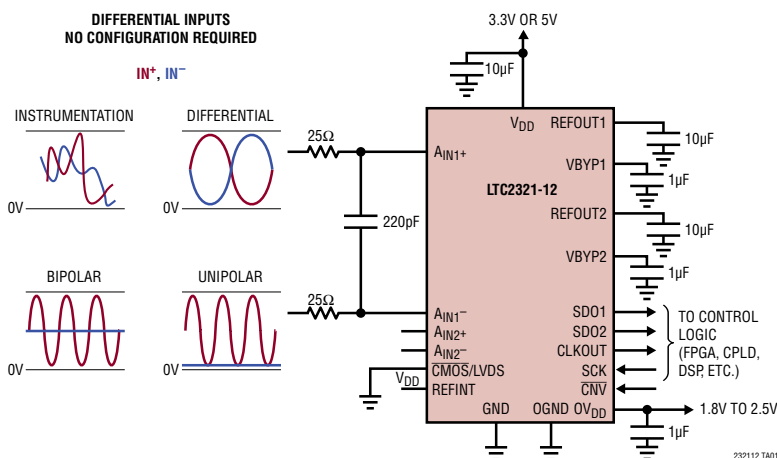 DIFFERENTIAL INPUTS
NO CONFIGURATION REQUIRED
IN⁺, IN⁻
INSTRUMENTATION
DIFFERENTIAL
0V
0V
BIPOLAR
UNIPOLAR
0V
0V
25Ω
220pF
25Ω
3.3V OR 5V
10µF
VDD
AIN1+
LTC2321-12
AIN1⁻
AIN2+
AIN2⁻
CMOS/LVDS
VDD
REFINT
GND
OGND
OVDD
REFOUT1
10µF
VBYP1
1µF
REFOUT2
10µF
VBYP2
1µF
SDO1
SDO2
CLKOUT
SCK
CNV
TO CONTROL
LOGIC
(FPGA, CPLD,
DSP, ETC.)
1.8V TO 2.5V
1µF
232112 TA01